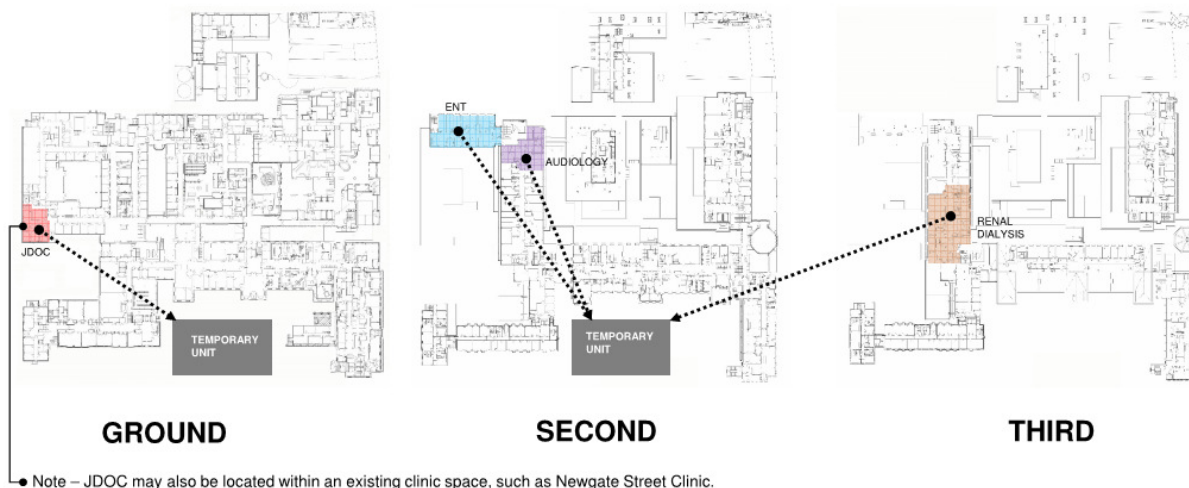 ENT
AUDIOLOGY
JDOC
RENAL
DIALYSIS
TEMPORARY
UNIT
TEMPORARY
UNIT
GROUND
SECOND
THIRD
Note – JDOC may also be located within an existing clinic space, such as Newgate Street Clinic.